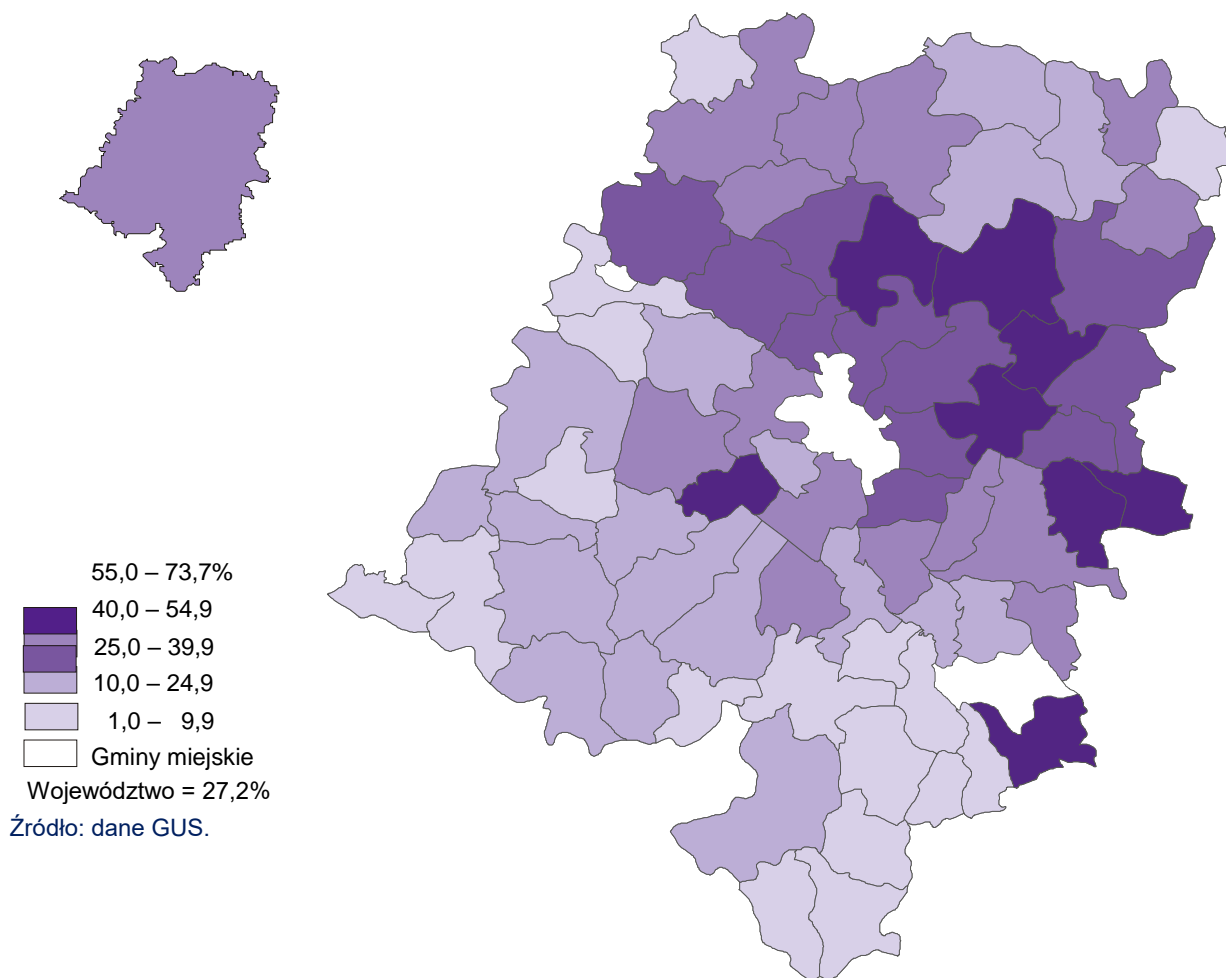 55,0 – 73,7%
40,0 – 54,9
25,0 – 39,9
10,0 – 24,9
1,0 – 9,9
Gminy miejskie
Województwo = 27,2%
Źródło: dane GUS.